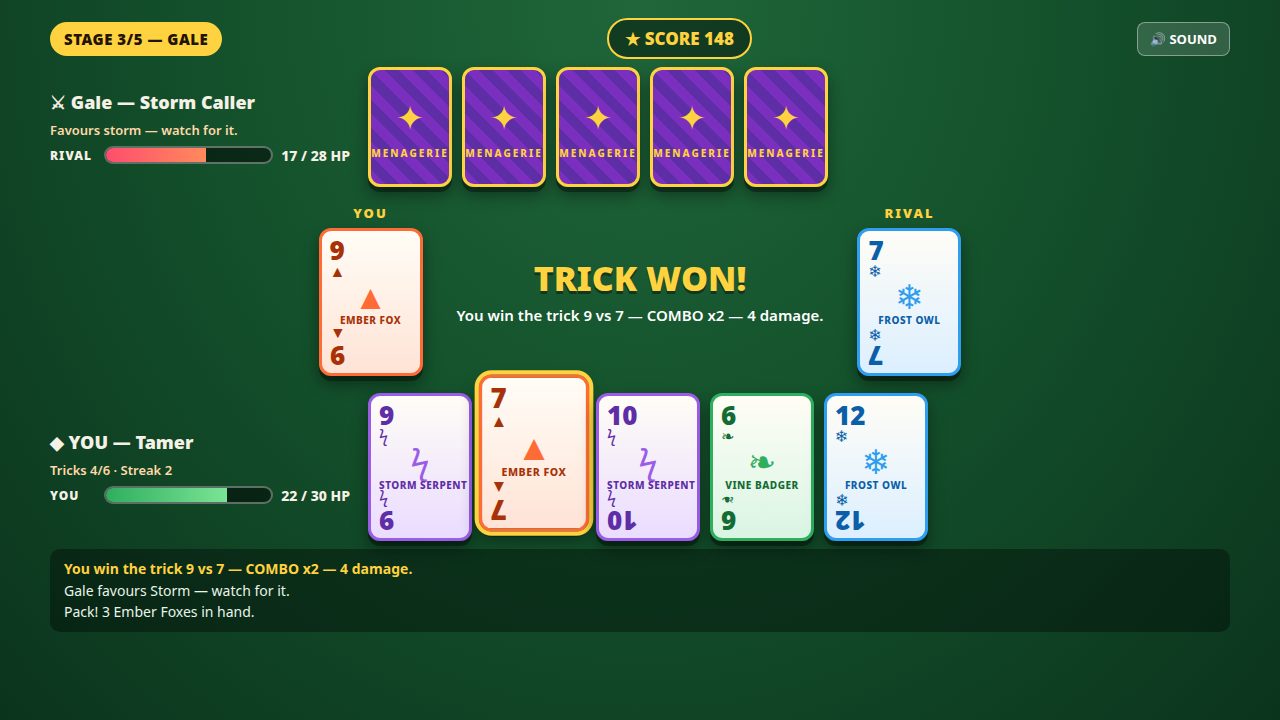 STAGE 3/5 — GALE
★ SCORE 148
🔊 SOUND
⚔ Gale — Storm Caller
Favours storm — watch for it.
RIVAL 17 / 28 HP
MENAGERIE MENAGERIE MENAGERIE MENAGERIE MENAGERIE
YOU
RIVAL
9
EMBER FOX
9
TRICK WON!
You win the trick 9 vs 7 — COMBO x2 — 4 damage.
7
FROST OWL
7
◆ YOU — Tamer
Tricks 4/6 · Streak 2
YOU 22 / 30 HP
9
STORM SERPENT
9
7
EMBER FOX
7
10
STORM SERPENT
10
6
VINE BADGER
6
12
FROST OWL
12
You win the trick 9 vs 7 — COMBO x2 — 4 damage.
Gale favours Storm — watch for it.
Pack! 3 Ember Foxes in hand.